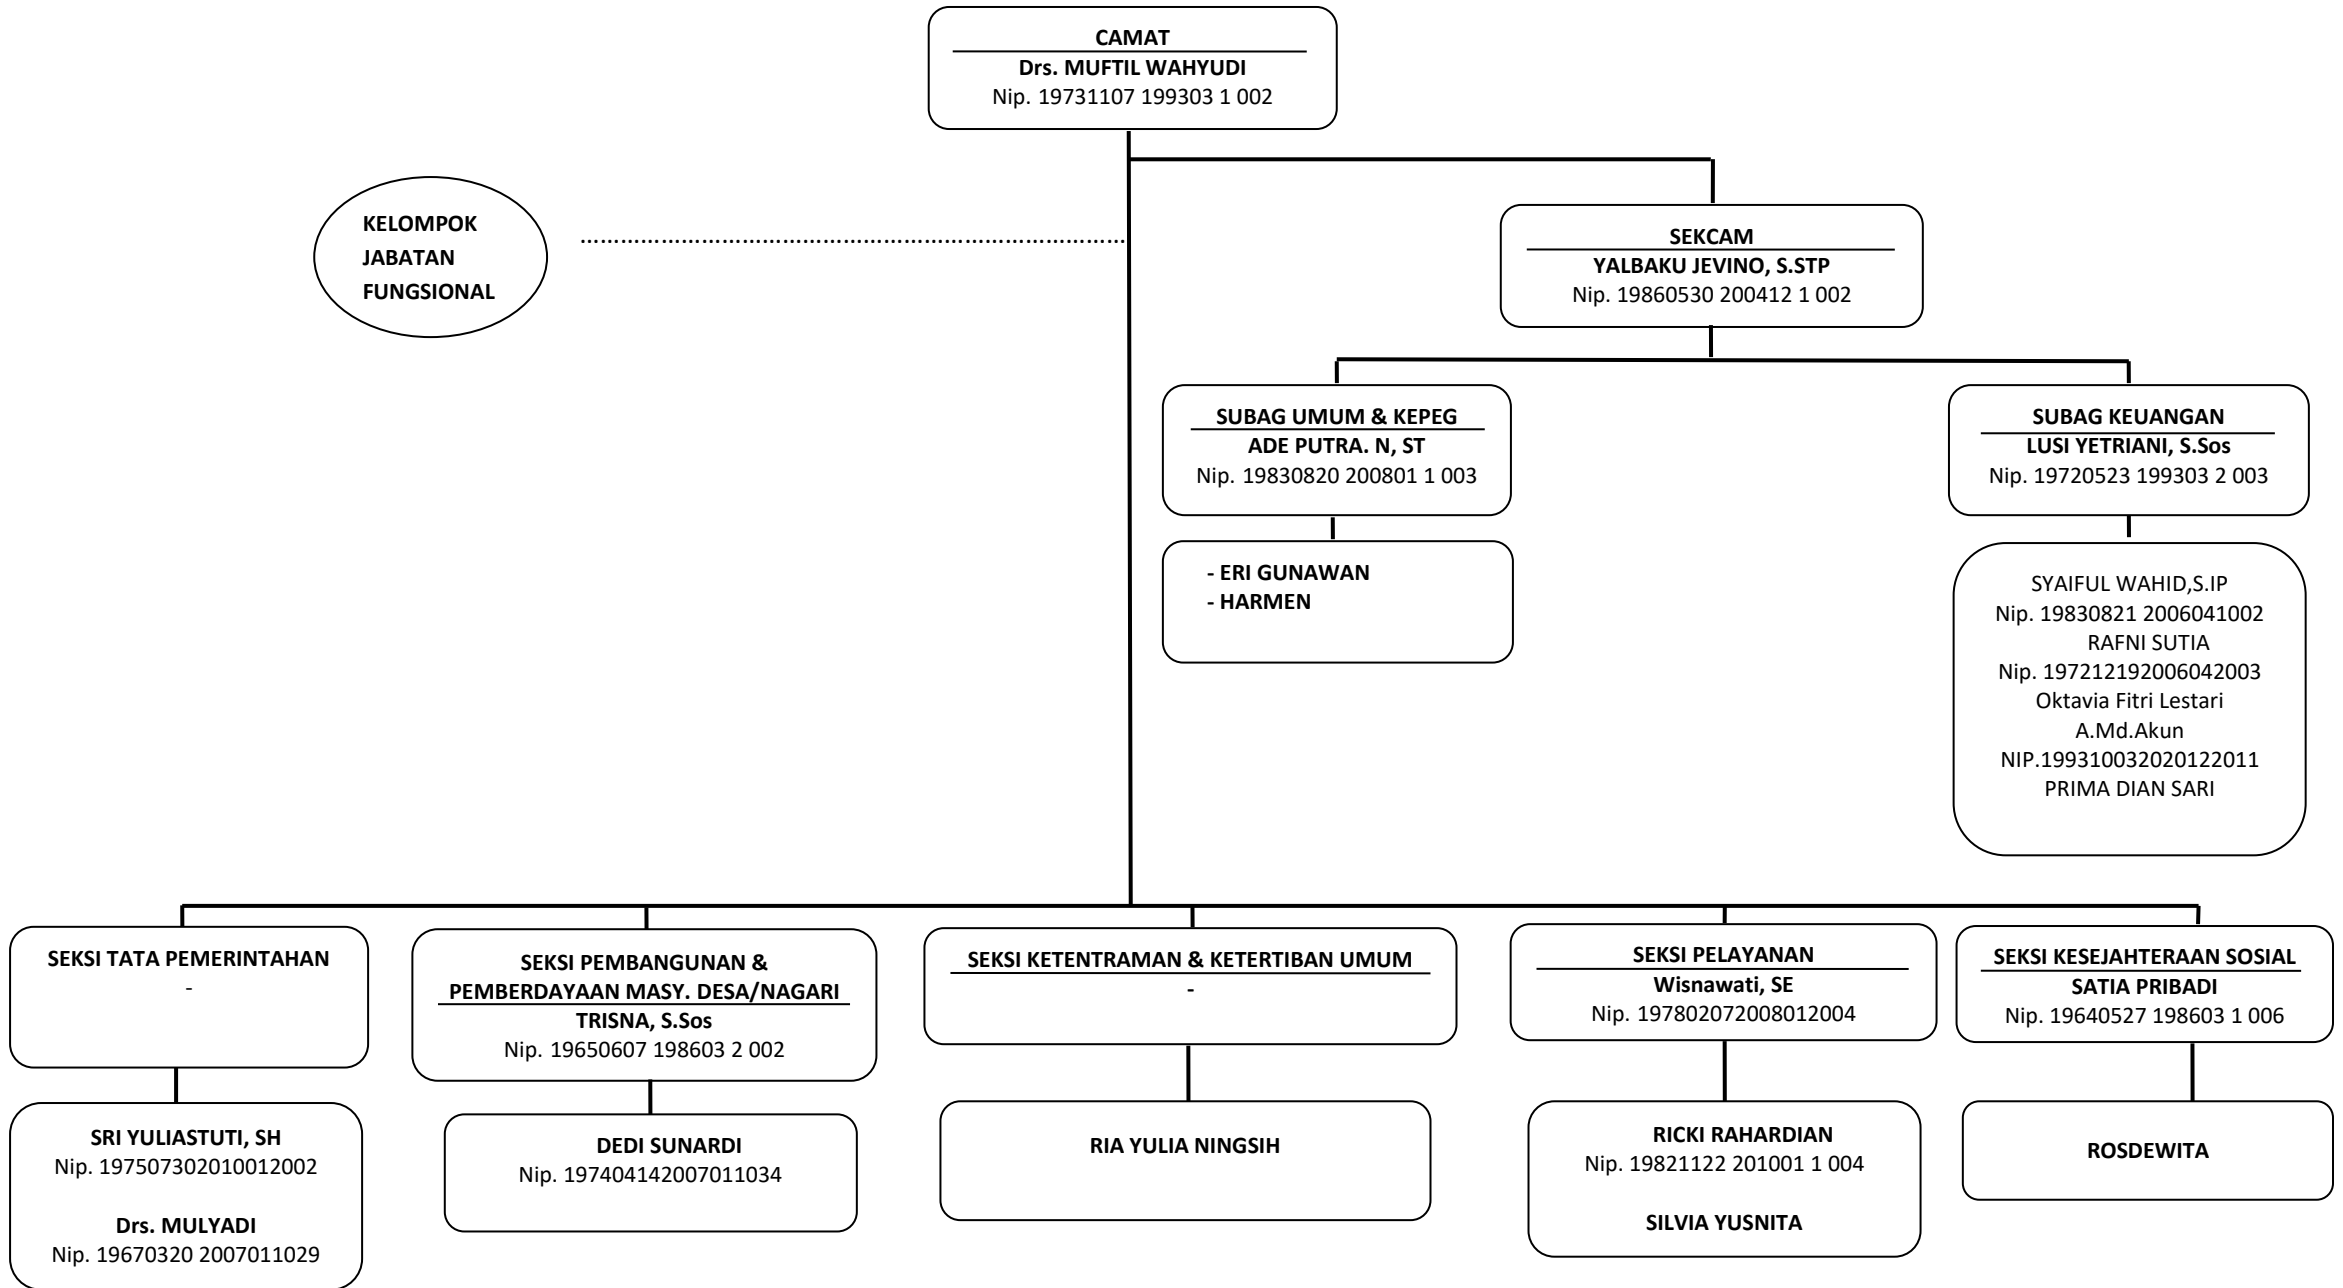 CAMAT
Drs. MUFTIL WAHYUDI
Nip. 19731107 199303 1 002
KELOMPOK
JABATAN
FUNGSIONAL
SEKCAM
YALBAKU JEVINO, S.STP
Nip. 19860530 200412 1 002
SUBAG UMUM & KEPEG
ADE PUTRA. N, ST
Nip. 19830820 200801 1 003
SUBAG KEUANGAN
LUSI YETRIANI, S.Sos
Nip. 19720523 199303 2 003
- ERI GUNAWAN
- HARMEN
SYAIFUL WAHID,S.IP
Nip. 19830821 2006041002
RAFNI SUTIA
Nip. 197212192006042003
Oktavia Fitri Lestari
A.Md.Akun
NIP.199310032020122011
PRIMA DIAN SARI
SEKSI TATA PEMERINTAHAN
-
SEKSI PEMBANGUNAN &
PEMBERDAYAAN MASY. DESA/NAGARI
TRISNA, S.Sos
Nip. 19650607 198603 2 002
SEKSI KETENTRAMAN & KETERTIBAN UMUM
-
SEKSI PELAYANAN
Wisnawati, SE
Nip. 197802072008012004
SEKSI KESEJAHTERAAN SOSIAL
SATIA PRIBADI
Nip. 19640527 198603 1 006
SRI YULIASTUTI, SH
Nip. 197507302010012002
Drs. MULYADI
Nip. 19670320 2007011029
DEDI SUNARDI
Nip. 197404142007011034
RIA YULIA NINGSIH
RICKI RAHARDIAN
Nip. 19821122 201001 1 004
SILVIA YUSNITA
ROSDEWITA